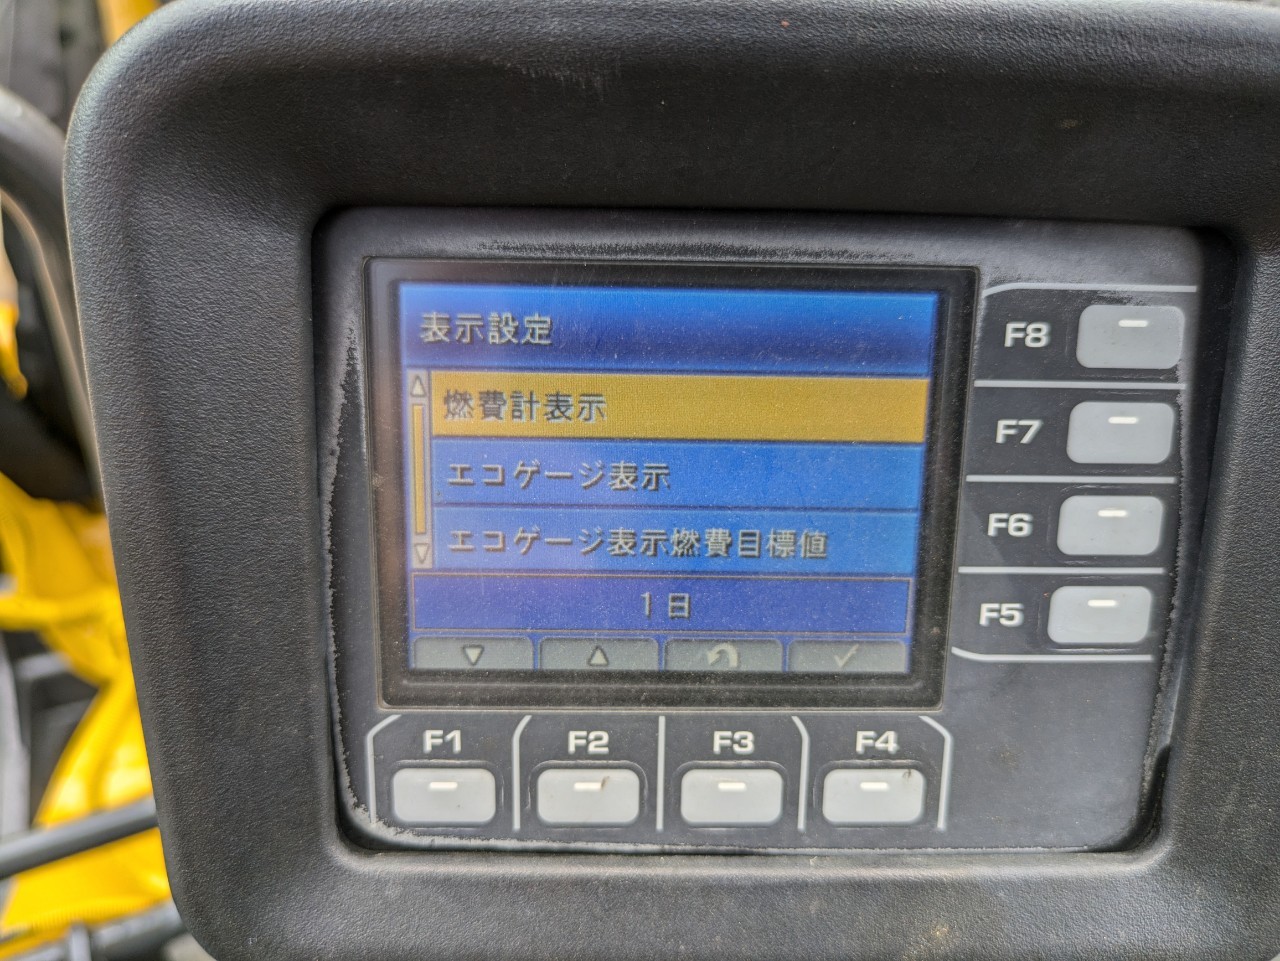 表示設定
燃費計表示
エコゲージ表示
エコゲージ表示燃費目標値
1日
F8
F7
F6
F5
F1 F2 F3 F4